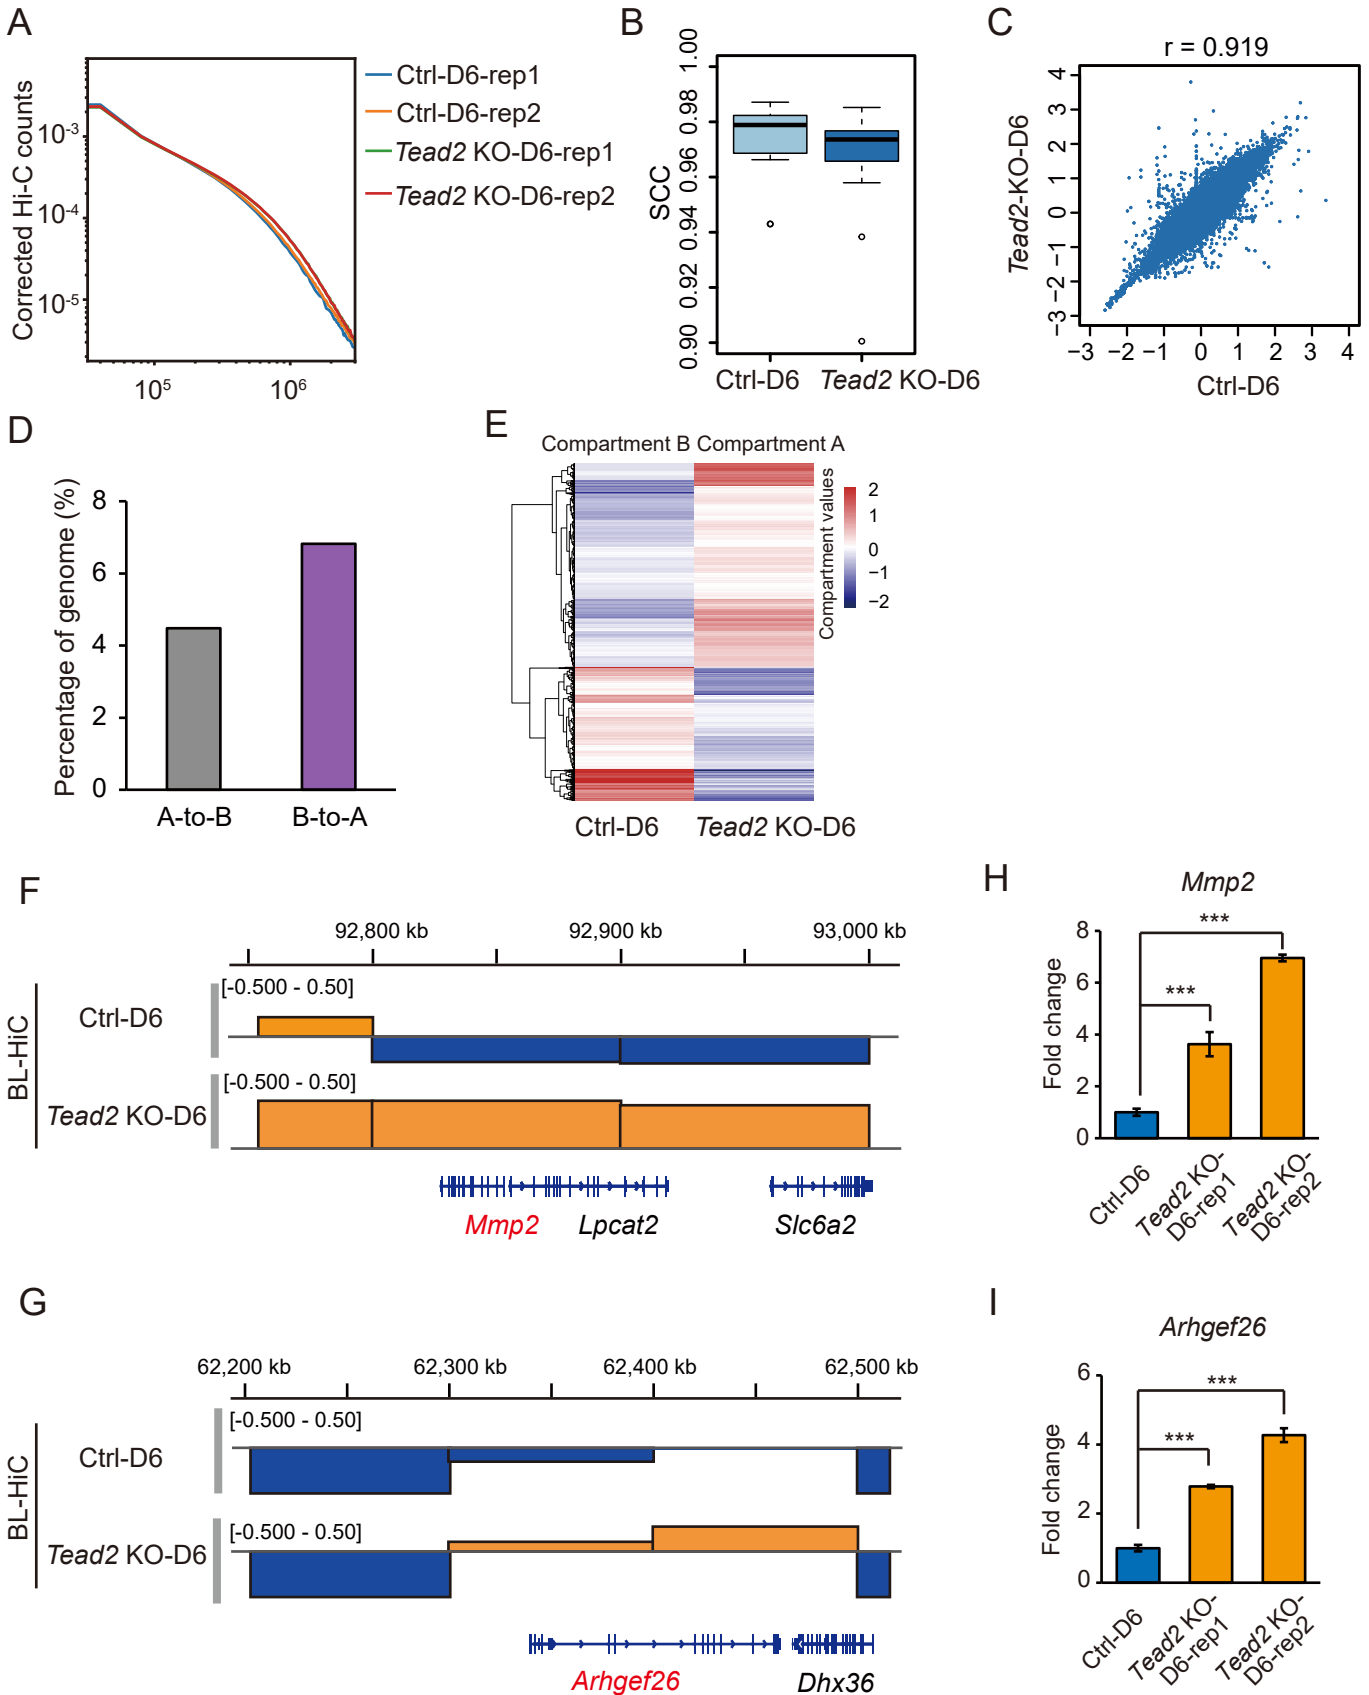 A
Corrected Hi-C counts
10-3
10-4
10-5
105
106
Ctrl-D6-rep1
Ctrl-D6-rep2
Tead2 KO-D6-rep1
Tead2 KO-D6-rep2
B
SCC
1.00
0.98
0.96
0.94
0.92
0.90
Ctrl-D6
Tead2 KO-D6
C
r = 0.919
Tead2-KO-D6
4
3
2
1
0
−1
−2
−3
−3 −2 −1 0 1 2 3 4
Ctrl-D6
D
Percentage of genome (%)
8
6
4
2
0
A-to-B
B-to-A
E
Compartment B Compartment A
Compartment values
2
1
0
−1
−2
Ctrl-D6
Tead2 KO-D6
F
92,800 kb
92,900 kb
93,000 kb
BL-HiC
Ctrl-D6
[-0.500 - 0.50]
Tead2 KO-D6
[-0.500 - 0.50]
Mmp2
Lpcat2
Slc6a2
H
Mmp2
Fold change
8
6
4
2
0
***
***
Ctrl-D6
Tead2 KO-
D6-rep1
Tead2 KO-
D6-rep2
G
62,200 kb
62,300 kb
62,400 kb
62,500 kb
BL-HiC
Ctrl-D6
[-0.500 - 0.50]
Tead2 KO-D6
[-0.500 - 0.50]
Arhgef26
Dhx36
I
Arhgef26
Fold change
6
4
2
0
***
***
Ctrl-D6
Tead2 KO-
D6-rep1
Tead2 KO-
D6-rep2